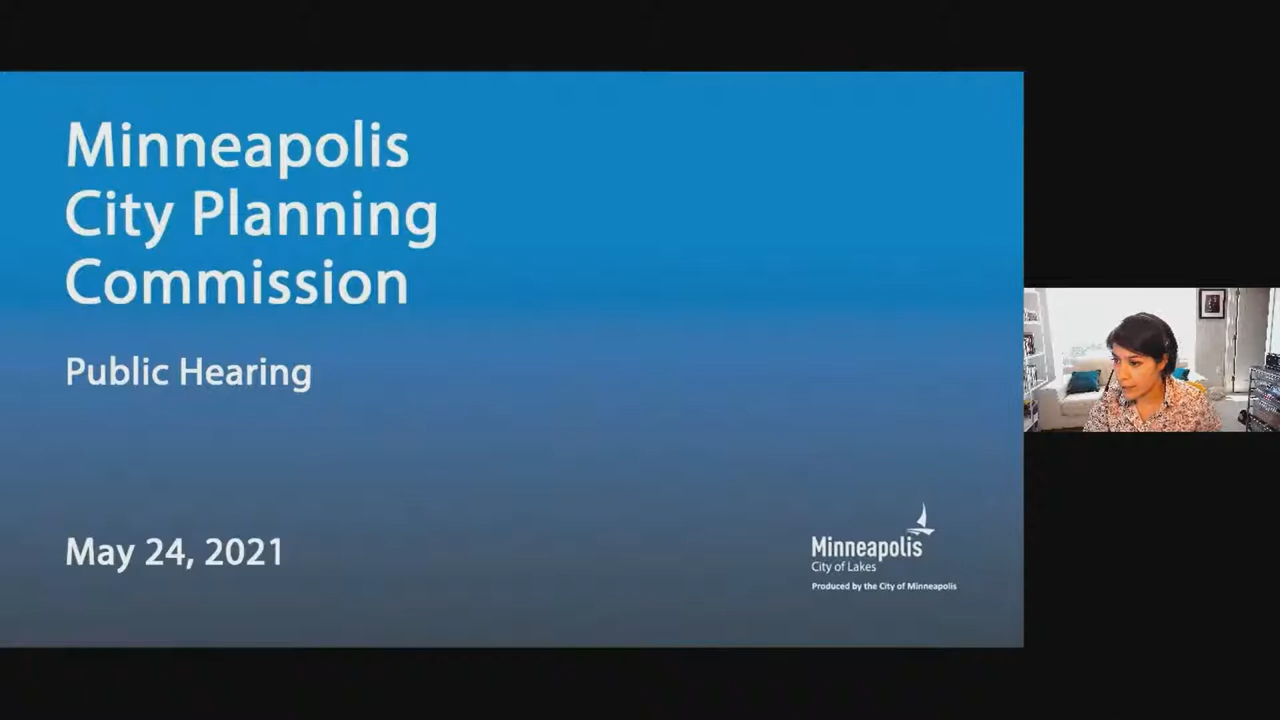 Minneapolis
City Planning
Commission
Public Hearing
May 24, 2021
Minneapolis
City of Lakes
Produced by the City of Minneapolis